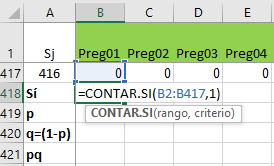 A B C D E
1 Sj Preg01 Preg02 Preg03 Preg04
417 416 0 0 0 0
418 Sí =CONTAR.SI(B2:B417,1)
419 p CONTAR.SI(rango, criterio)
420 q=(1-p)
421 pq